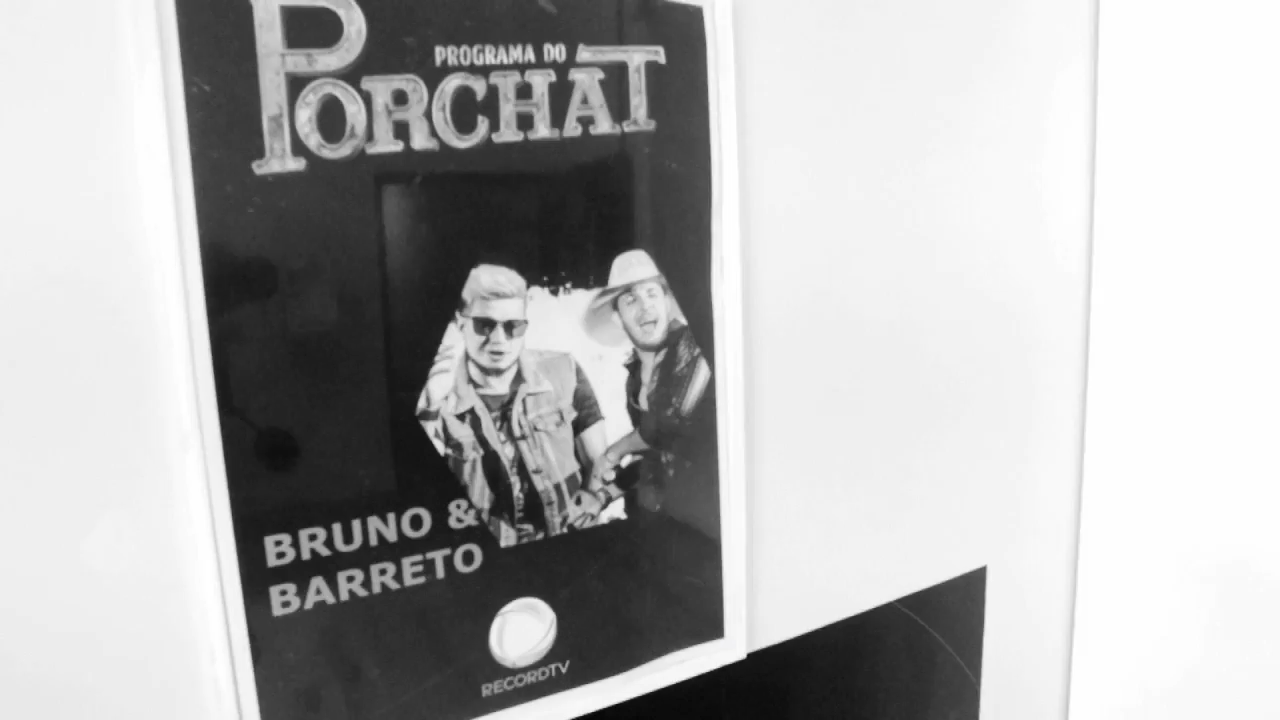 PROGRAMA DO
PORCHAT
BRUNO &
BARRETO
RECORDTV